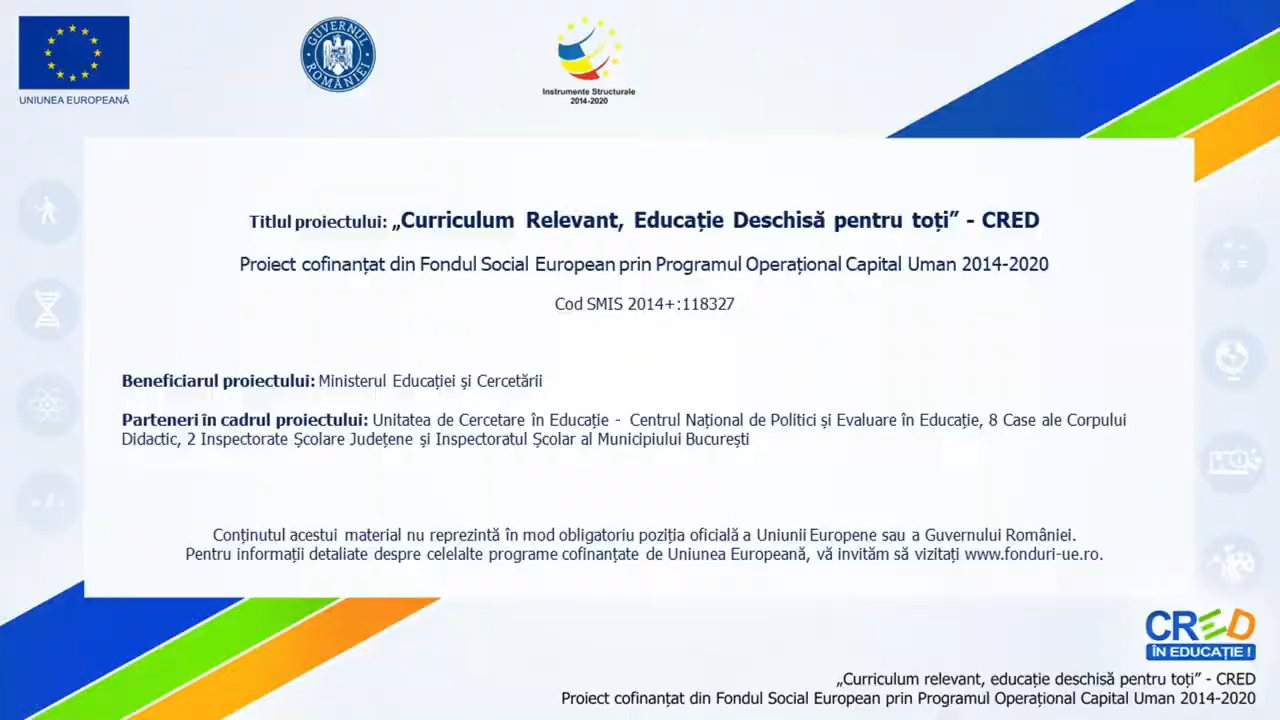 UNIUNEA EUROPEANĂ
GUVERNUL ROMÂNIEI
Instrumente Structurale
2014-2020
Titlul proiectului: „Curriculum Relevant, Educație Deschisă pentru toți” - CRED
Proiect cofinanțat din Fondul Social European prin Programul Operațional Capital Uman 2014-2020
Cod SMIS 2014+:118327
Beneficiarul proiectului: Ministerul Educației și Cercetării
Parteneri în cadrul proiectului: Unitatea de Cercetare în Educație - Centrul Național de Politici și Evaluare în Educație, 8 Case ale Corpului
Didactic, 2 Inspectorate Școlare Județene și Inspectoratul Școlar al Municipiului București
Conținutul acestui material nu reprezintă în mod obligatoriu poziția oficială a Uniunii Europene sau a Guvernului României.
Pentru informații detaliate despre celelalte programe cofinanțate de Uniunea Europeană, vă invităm să vizitați www.fonduri-ue.ro.
CRED
ÎN EDUCAȚIE !
„Curriculum relevant, educație deschisă pentru toți” - CRED
Proiect cofinanțat din Fondul Social European prin Programul Operațional Capital Uman 2014-2020